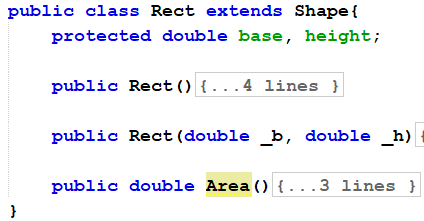 public class Rect extends Shape{
protected double base, height;
public Rect(){...4 lines }
public Rect(double _b, double _h){
public double Area(){...3 lines }
}